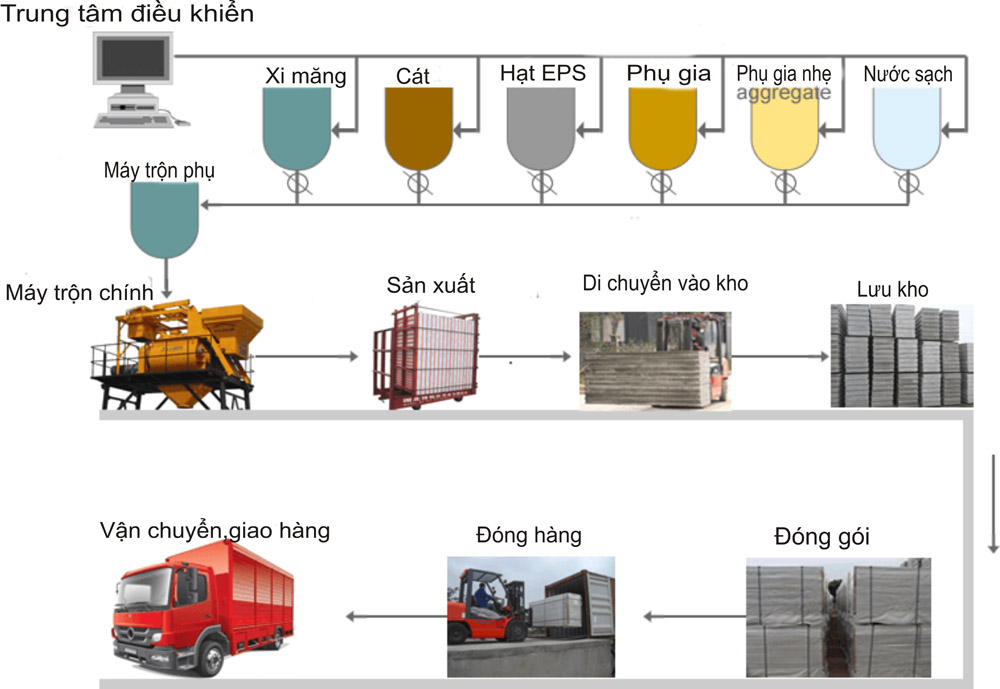 Trung tâm điều khiển
Xi măng
Cát
Hạt EPS
Phụ gia
Phụ gia nhẹ
aggregate
Nước sạch
Máy trộn phụ
Máy trộn chính
Sản xuất
Di chuyển vào kho
Lưu kho
Vận chuyển,giao hàng
Đóng hàng
Đóng gói